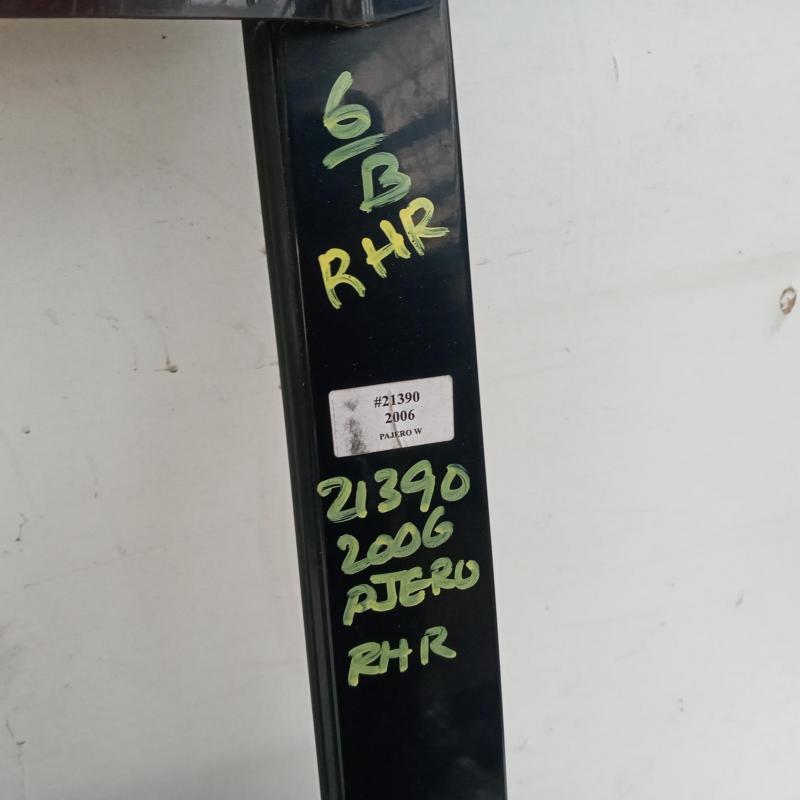 6
B
RHR
#21390
2006
PAJERO W
21390
2006
PJERO
RHR